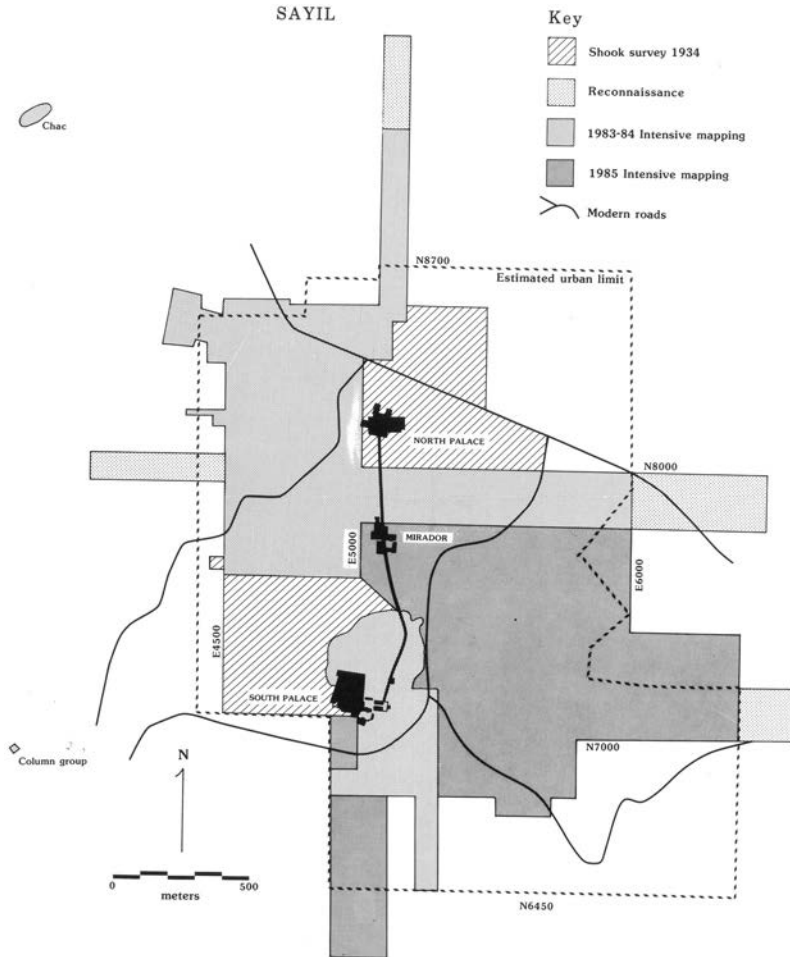 SAYIL
Key
Shook survey 1934
Reconnaissance
1983-84 Intensive mapping
1985 Intensive mapping
Modern roads
Chac
N8700
Estimated urban limit
NORTH PALACE
N8000
E5000
MIRADOR
E6000
E4500
SOUTH PALACE
N7000
Column group
N
0 500
meters
N6450